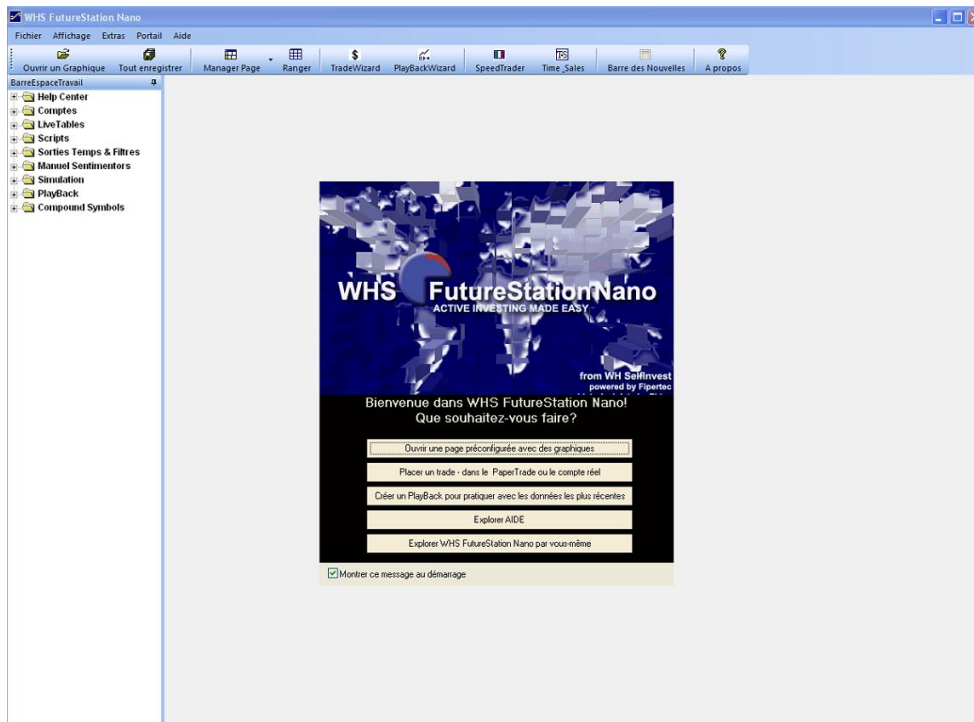 WHS FutureStation Nano
Fichier Affichage Extras Portail Aide
Ouvrir un Graphique Tout enregistrer Manager Page Ranger TradeWizard PlayBackWizard SpeedTrader Time_Sales Barre des Nouvelles A propos
BarreEspaceTravail
Help Center
Comptes
LiveTables
Scripts
Sorties Temps & Filtres
Manuel Sentimentors
Simulation
PlayBack
Compound Symbols
WHS FutureStationNano
ACTIVE INVESTING MADE EASY
from WH SelfInvest
powered by Fipertec
Bienvenue dans WHS FutureStation Nano!
Que souhaitez-vous faire?
Ouvrir une page préconfigurée avec des graphiques
Placer un trade - dans le PaperTrade ou le compte réel
Créer un PlayBack pour pratiquer avec les données les plus récentes
Explorer AIDE
Explorer WHS FutureStation Nano par vous-même
Montrer ce message au démarrage